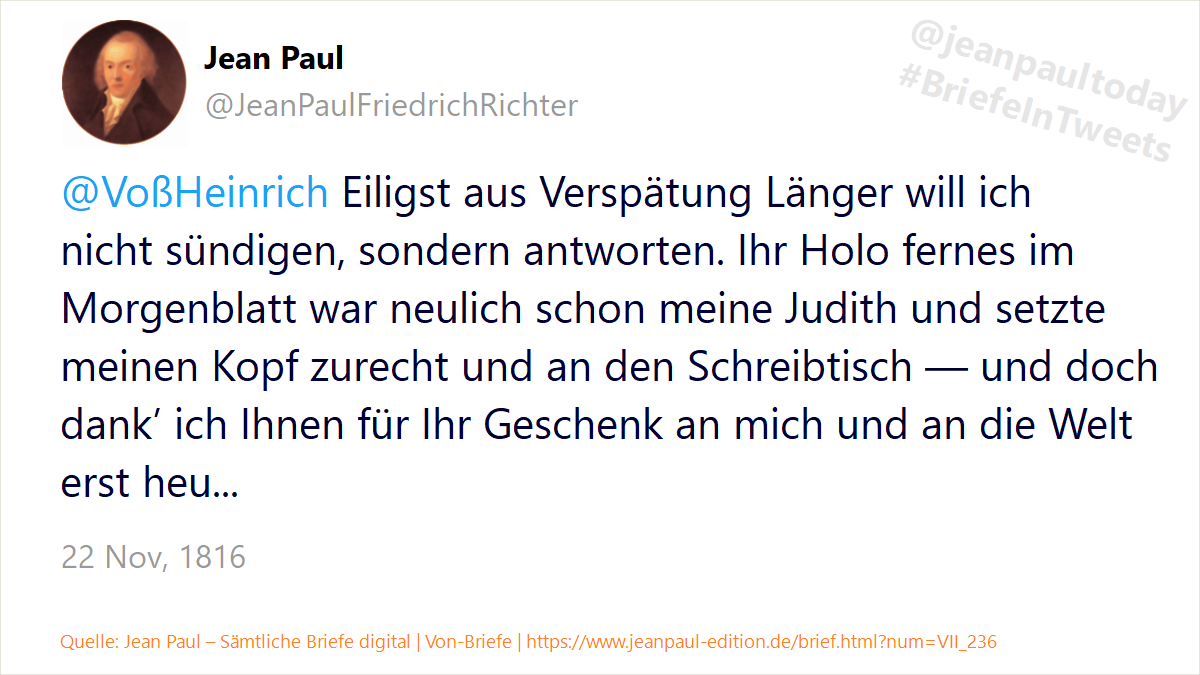 Jean Paul
@JeanPaulFriedrichRichter
@jeanpaultoday
#BriefeInTweets
@VoßHeinrich Eiligst aus Verspätung Länger will ich
nicht sündigen, sondern antworten. Ihr Holo fernes im
Morgenblatt war neulich schon meine Judith und setzte
meinen Kopf zurecht und an den Schreibtisch — und doch
dank’ ich Ihnen für Ihr Geschenk an mich und an die Welt
erst heu...
22 Nov, 1816
Quelle: Jean Paul – Sämtliche Briefe digital | Von-Briefe | https://www.jeanpaul-edition.de/brief.html?num=VII_236